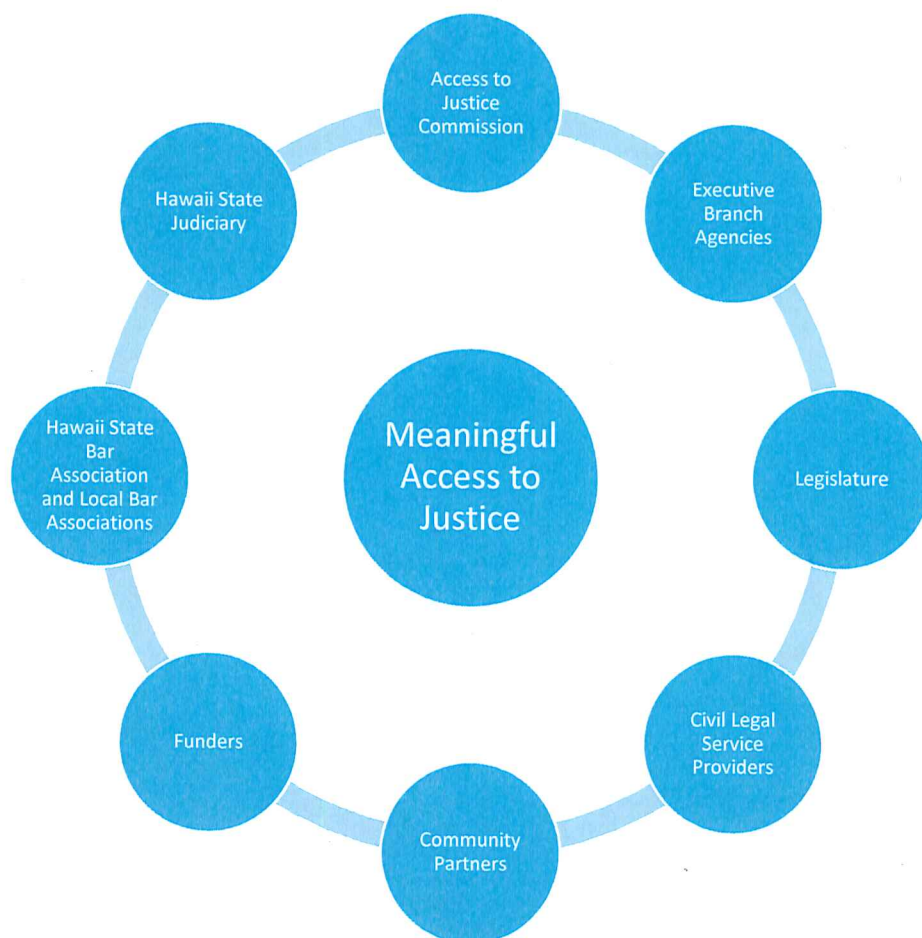 Access to
Justice
Commission
Executive
Branch
Agencies
Legislature
Civil Legal
Service
Providers
Community
Partners
Funders
Hawaii State
Bar
Association
and Local Bar
Associations
Hawaii State
Judiciary
Meaningful
Access to
Justice